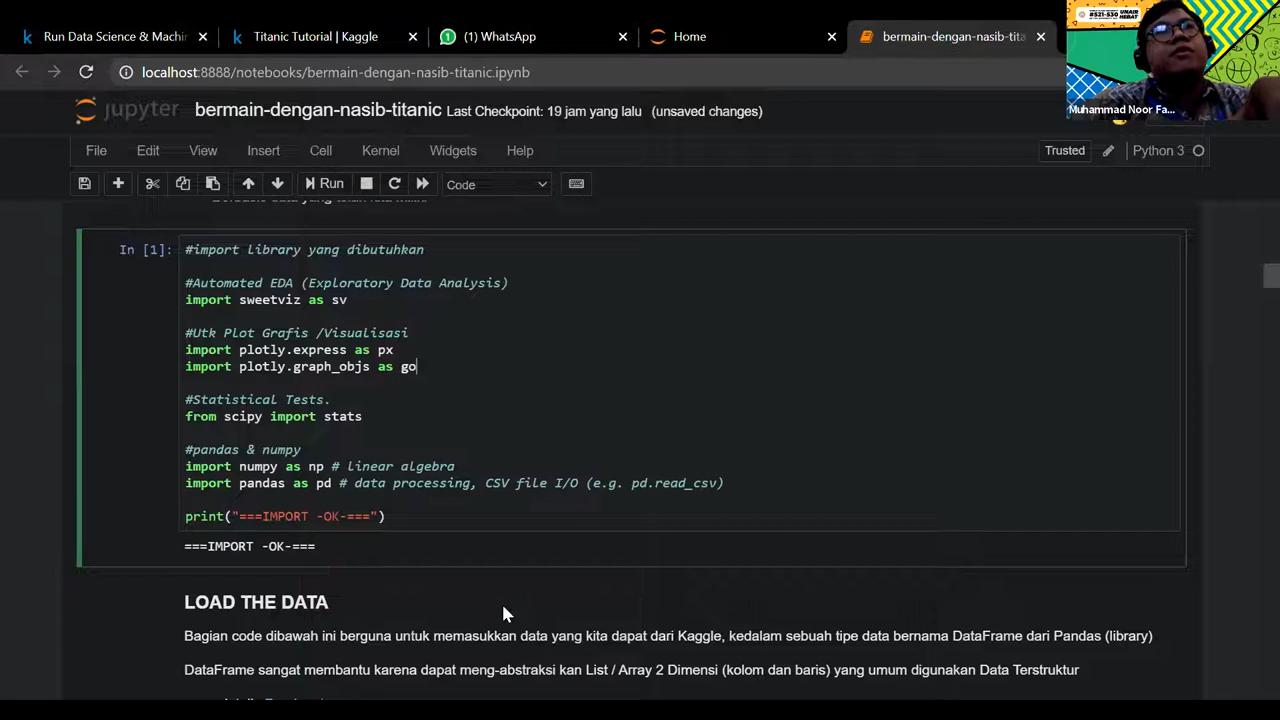 Run Data Science & Machin
Titanic Tutorial | Kaggle
(1) WhatsApp
Home
bermain-dengan-nasib-tita
#521-530
UNAIR
HEBAT
localhost:8888/notebooks/bermain-dengan-nasib-titanic.ipynb
Muhammad Noor Fa...
jupyter
bermain-dengan-nasib-titanic Last Checkpoint: 19 jam yang lalu (unsaved changes)
File Edit View Insert Cell Kernel Widgets Help
Trusted
Python 3
Run
Code
In [1]:
#import library yang dibutuhkan
#Automated EDA (Exploratory Data Analysis)
import sweetviz as sv
#Utk Plot Grafis /Visualisasi
import plotly.express as px
import plotly.graph_objs as go
#Statistical Tests.
from scipy import stats
#pandas & numpy
import numpy as np # linear algebra
import pandas as pd # data processing, CSV file I/O (e.g. pd.read_csv)
print("===IMPORT -OK-===")
===IMPORT -OK-===
LOAD THE DATA
Bagian code dibawah ini berguna untuk memasukkan data yang kita dapat dari Kaggle, kedalam sebuah tipe data bernama DataFrame dari Pandas (library)
DataFrame sangat membantu karena dapat meng-abstraksi kan List / Array 2 Dimensi (kolom dan baris) yang umum digunakan Data Terstruktur